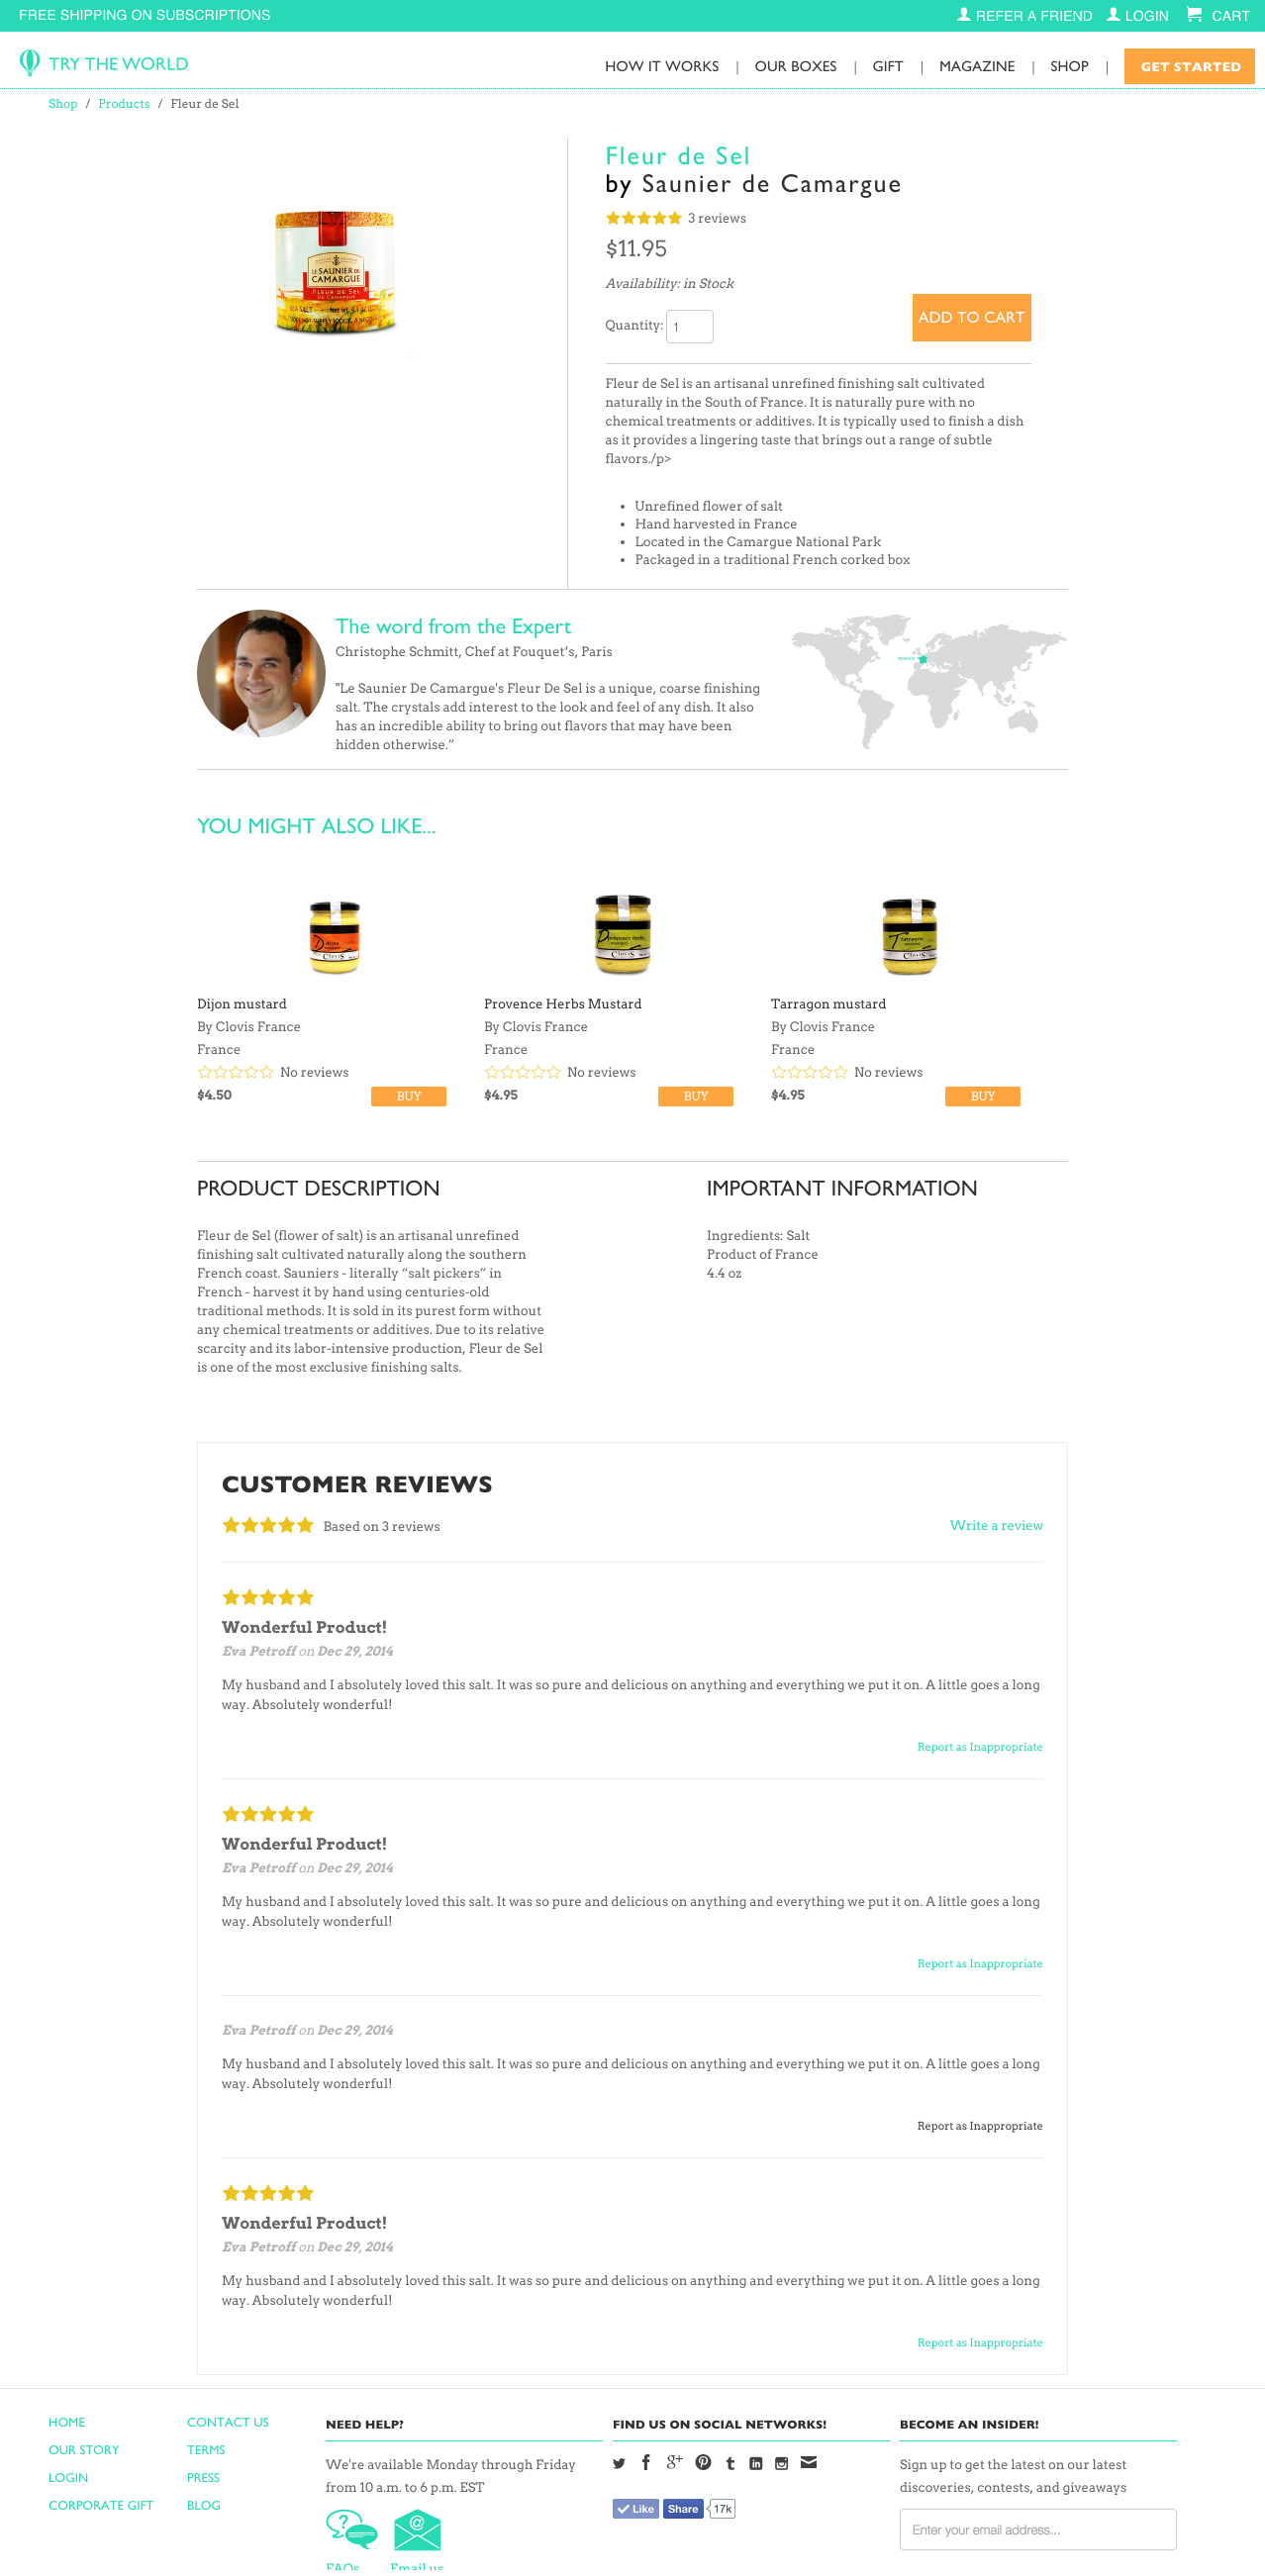 FREE SHIPPING ON SUBSCRIPTIONS
REFER A FRIEND
LOGIN
CART
TRY THE WORLD
HOW IT WORKS | OUR BOXES | GIFT | MAGAZINE | SHOP |
GET STARTED
Shop / Products / Fleur de Sel
LE SAUNIER DE
CAMARGUE
FLEUR DE SEL
DE CAMARGUE
Fleur de Sel
by Saunier de Camargue
3 reviews
$11.95
Availability: in Stock
Quantity: 1
ADD TO CART
Fleur de Sel is an artisanal unrefined finishing salt cultivated
naturally in the South of France. It is naturally pure with no
chemical treatments or additives. It is typically used to finish a dish
as it provides a lingering taste that brings out a range of subtle
flavors./p>
• Unrefined flower of salt
• Hand harvested in France
• Located in the Camargue National Park
• Packaged in a traditional French corked box
The word from the Expert
Christophe Schmitt, Chef at Fouquet’s, Paris
"Le Saunier De Camargue's Fleur De Sel is a unique, coarse finishing
salt. The crystals add interest to the look and feel of any dish. It also
has an incredible ability to bring out flavors that may have been
hidden otherwise.”
FRANCE
YOU MIGHT ALSO LIKE...
Dijon mustard
By Clovis France
France
No reviews
$4.50
BUY
Provence Herbs Mustard
By Clovis France
France
No reviews
$4.95
BUY
Tarragon mustard
By Clovis France
France
No reviews
$4.95
BUY
PRODUCT DESCRIPTION
Fleur de Sel (flower of salt) is an artisanal unrefined
finishing salt cultivated naturally along the southern
French coast. Sauniers - literally “salt pickers” in
French - harvest it by hand using centuries-old
traditional methods. It is sold in its purest form without
any chemical treatments or additives. Due to its relative
scarcity and its labor-intensive production, Fleur de Sel
is one of the most exclusive finishing salts.
IMPORTANT INFORMATION
Ingredients: Salt
Product of France
4.4 oz
CUSTOMER REVIEWS
Based on 3 reviews
Write a review
Wonderful Product!
Eva Petroff on Dec 29, 2014
My husband and I absolutely loved this salt. It was so pure and delicious on anything and everything we put it on. A little goes a long
way. Absolutely wonderful!
Report as Inappropriate
Wonderful Product!
Eva Petroff on Dec 29, 2014
My husband and I absolutely loved this salt. It was so pure and delicious on anything and everything we put it on. A little goes a long
way. Absolutely wonderful!
Report as Inappropriate
Eva Petroff on Dec 29, 2014
My husband and I absolutely loved this salt. It was so pure and delicious on anything and everything we put it on. A little goes a long
way. Absolutely wonderful!
Report as Inappropriate
Wonderful Product!
Eva Petroff on Dec 29, 2014
My husband and I absolutely loved this salt. It was so pure and delicious on anything and everything we put it on. A little goes a long
way. Absolutely wonderful!
Report as Inappropriate
HOME
OUR STORY
LOGIN
CORPORATE GIFT
CONTACT US
TERMS
PRESS
BLOG
NEED HELP?
We're available Monday through Friday
from 10 a.m. to 6 p.m. EST
FAQs
Email us
FIND US ON SOCIAL NETWORKS!
Like
Share
17k
BECOME AN INSIDER!
Sign up to get the latest on our latest
discoveries, contests, and giveaways
Enter your email address...